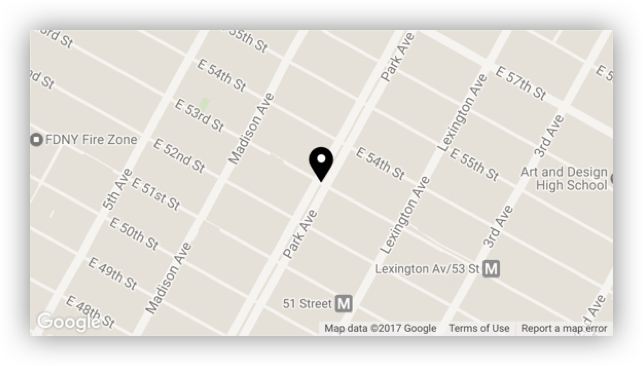 3rd St
55th St
Park Ave
E 54th St
Lexington Ave
E 57th St
E 5
nd St
E 53rd St
Madison Ave
3rd Ave
FDNY Fire Zone
E 52nd St
E 54th St
E 55th St
Art and Design
High School
5th Ave
E 51st St
Lexington Ave
3rd Ave
E 50th St
Park Ave
E 49th St
Madison Ave
Lexington Av/53 St M
E 48th St
51 Street M
d Ave
Google
Map data ©2017 Google Terms of Use Report a map error